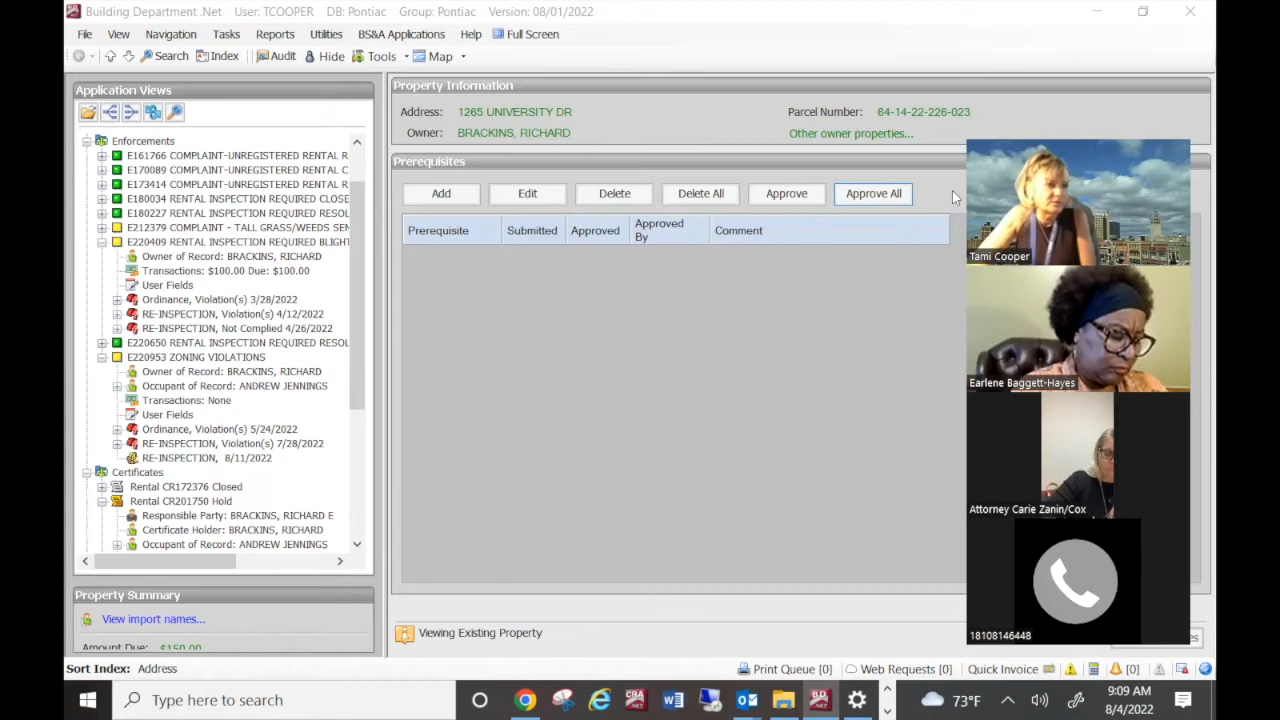 Building Department .Net User: TCOOPER DB: Pontiac Group: Pontiac Version: 08/01/2022
File View Navigation Tasks Reports Utilities BS&A Applications Help Full Screen
Search Index Audit Hide Tools Map
Application Views
Enforcements
E161766 COMPLAINT-UNREGISTERED RENTAL R
E170089 COMPLAINT-UNREGISTERED RENTAL C
E173414 COMPLAINT-UNREGISTERED RENTAL R
E180034 RENTAL INSPECTION REQUIRED CLOSE
E180227 RENTAL INSPECTION REQUIRED RESOL
E212379 COMPLAINT - TALL GRASS/WEEDS SEN
E220409 RENTAL INSPECTION REQUIRED BLIGHT
Owner of Record: BRACKINS, RICHARD
Transactions: $100.00 Due: $100.00
User Fields
Ordinance, Violation(s) 3/28/2022
RE-INSPECTION, Violation(s) 4/12/2022
RE-INSPECTION, Not Complied 4/26/2022
E220650 RENTAL INSPECTION REQUIRED RESOL
E220953 ZONING VIOLATIONS
Owner of Record: BRACKINS, RICHARD
Occupant of Record: ANDREW JENNINGS
Transactions: None
User Fields
Ordinance, Violation(s) 5/24/2022
RE-INSPECTION, Violation(s) 7/28/2022
RE-INSPECTION, 8/11/2022
Certificates
Rental CR172376 Closed
Rental CR201750 Hold
Responsible Party: BRACKINS, RICHARD E
Certificate Holder: BRACKINS, RICHARD
Occupant of Record: ANDREW JENNINGS
Property Summary
View import names...
Amount Due: $150.00
Property Information
Address: 1265 UNIVERSITY DR Parcel Number: 64-14-22-226-023
Owner: BRACKINS, RICHARD Other owner properties...
Prerequisites
Add Edit Delete Delete All Approve Approve All
Prerequisite Submitted Approved Approved By Comment
Tami Cooper
Earlene Baggett-Hayes
Attorney Carie Zanin/Cox
18108146448
Viewing Existing Property
Sort Index: Address Print Queue [0] Web Requests [0] Quick Invoice [0]
Type here to search 73°F 9:09 AM
8/4/2022